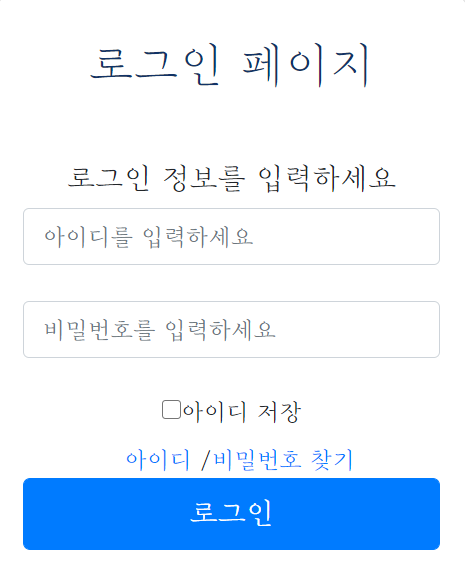 로그인 페이지
로그인 정보를 입력하세요
아이디를 입력하세요
비밀번호를 입력하세요
아이디 저장
아이디 /비밀번호 찾기
로그인